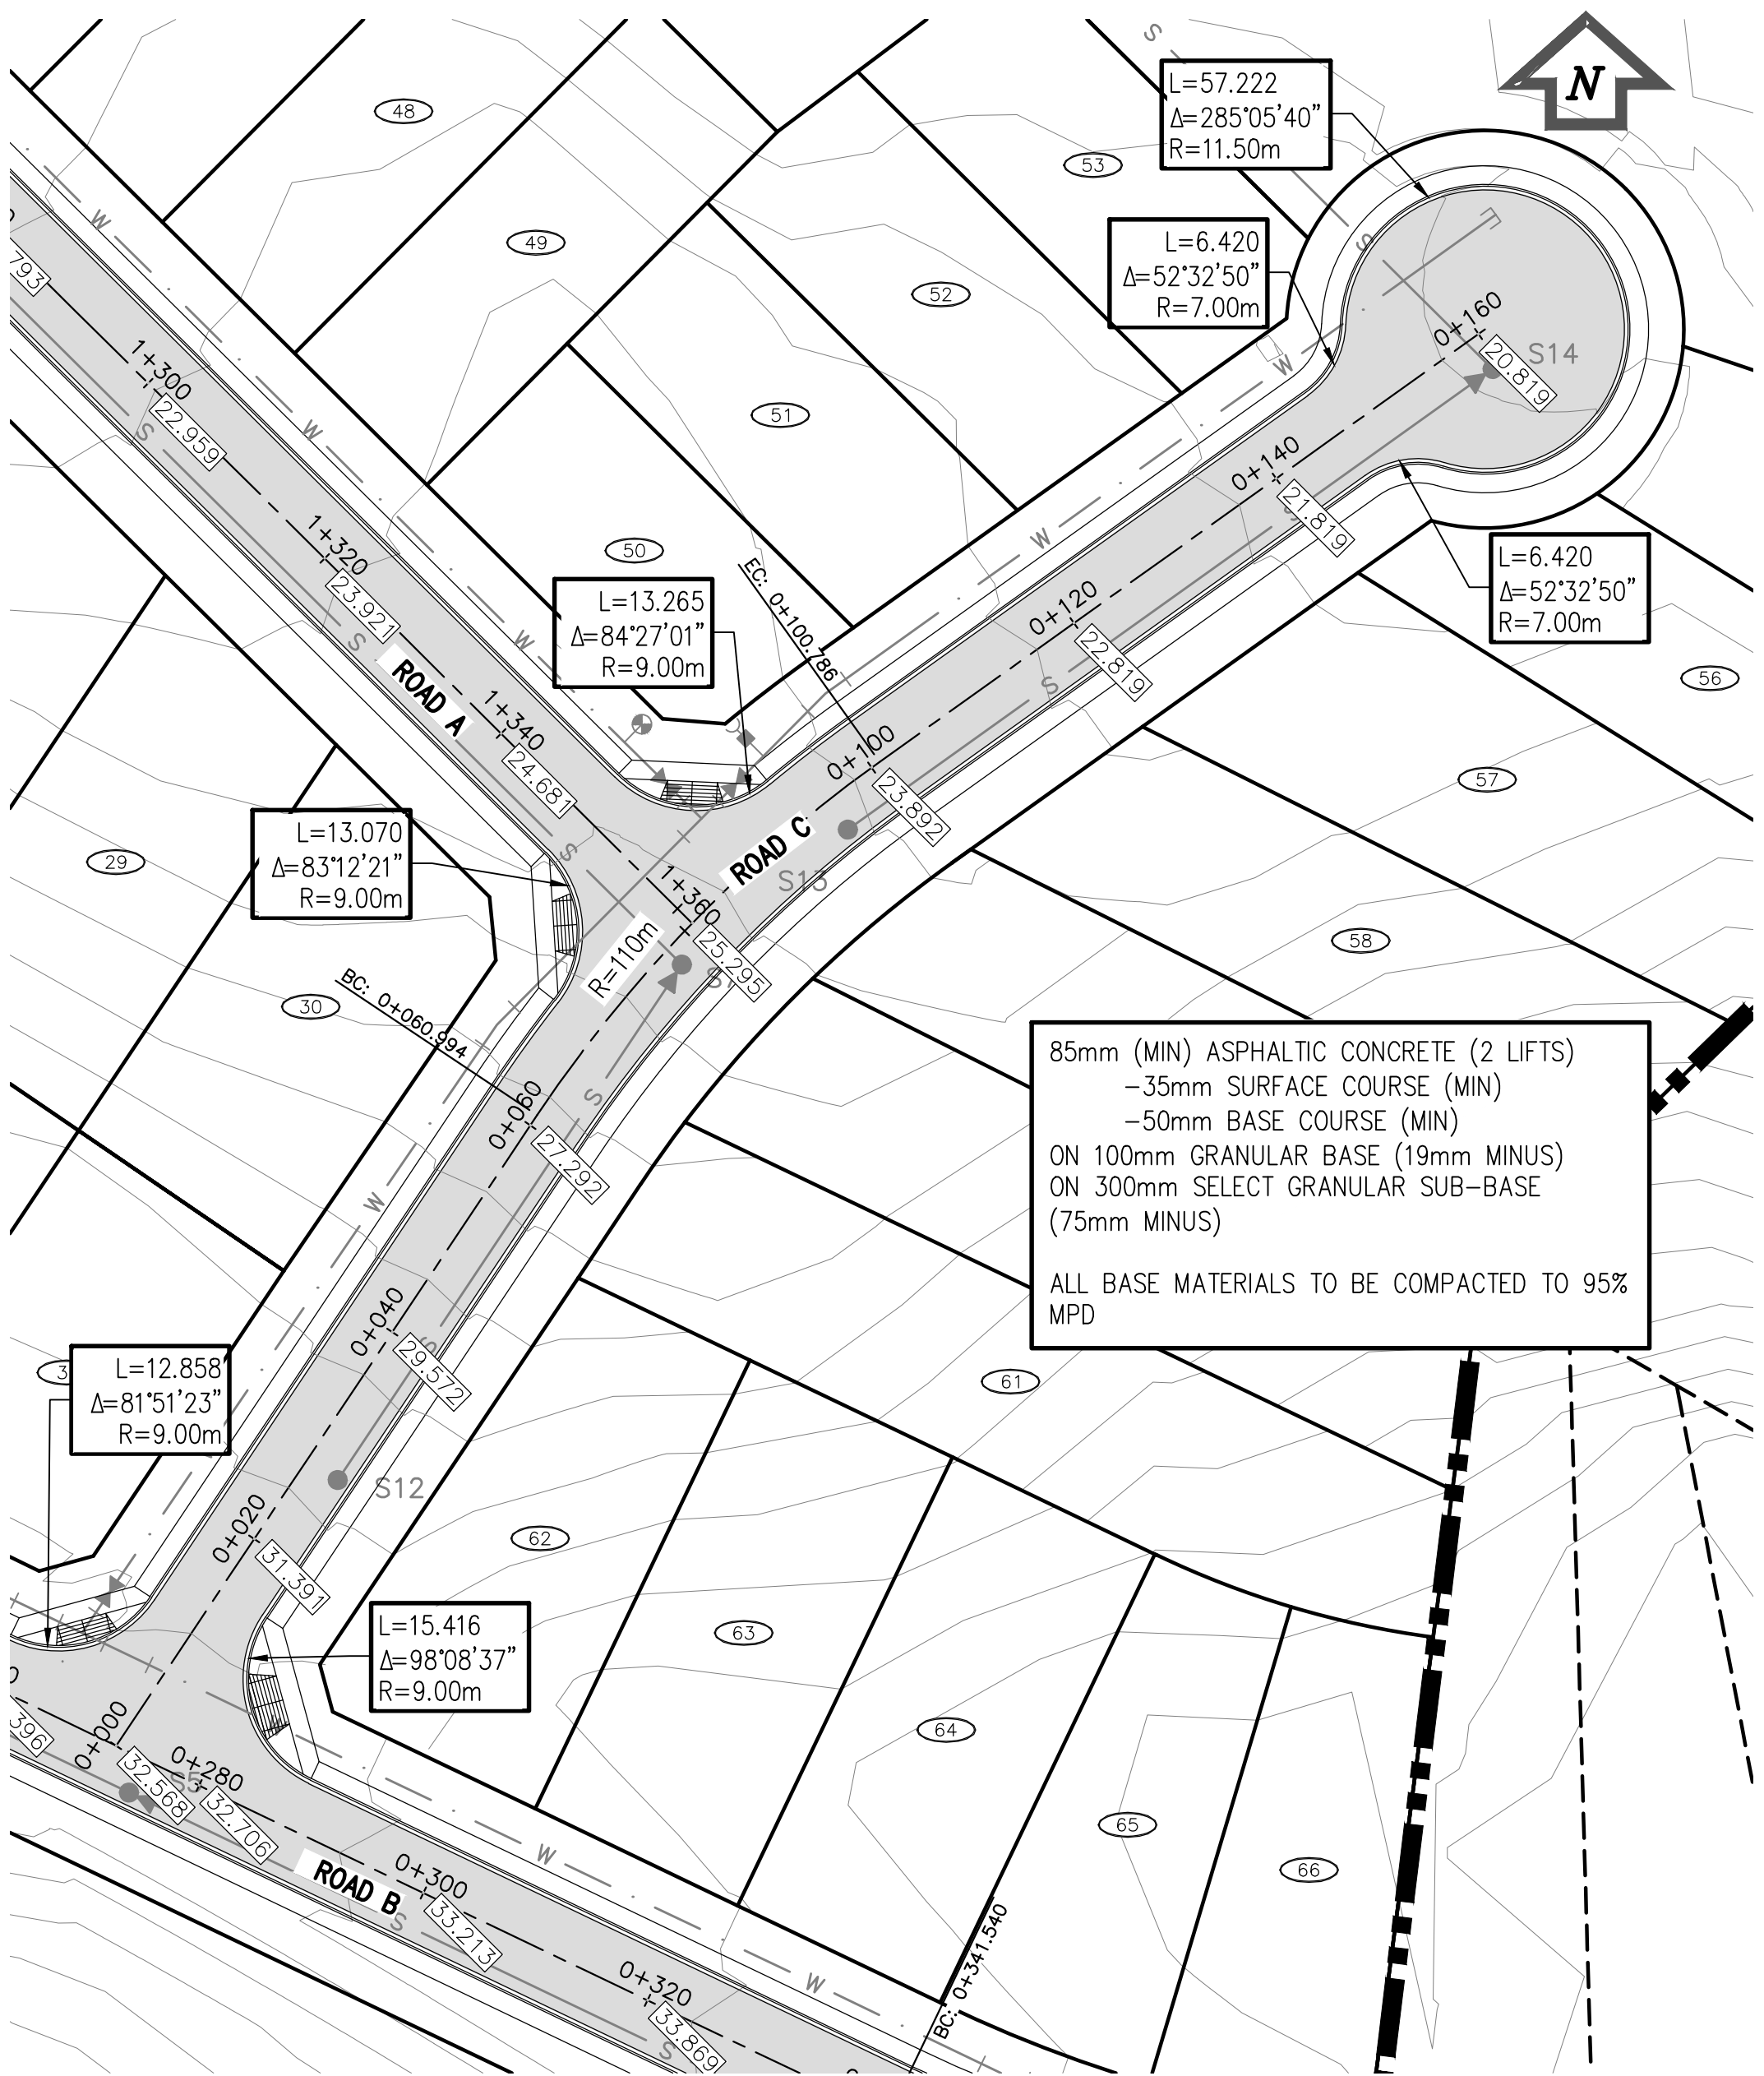 N
L=57.222
Δ=285°05'40"
R=11.50m
S
48
53
W
S
49
L=6.420
Δ=52°32'50"
R=7.00m
793
52
0+160
S14
20.819
1+300
W
51
W
22.959
S
0+140
21.819
S
1+320
50
W
L=6.420
Δ=52°32'50"
R=7.00m
EC: 0+100.786
23.921
L=13.265
Δ=84°27'01"
R=9.00m
0+120
S
W
22.819
S
56
ROAD A
1+340
24.681
0+100
23.892
57
L=13.070
Δ=83°12'21"
R=9.00m
S
ROAD C
29
S13
1+360
25.295
58
R=110m
BC: 0+060.994
30
85mm (MIN) ASPHALTIC CONCRETE (2 LIFTS)
-35mm SURFACE COURSE (MIN)
-50mm BASE COURSE (MIN)
ON 100mm GRANULAR BASE (19mm MINUS)
ON 300mm SELECT GRANULAR SUB-BASE
(75mm MINUS)
ALL BASE MATERIALS TO BE COMPACTED TO 95%
MPD
0+060
S
27.292
W
0+040
S
29.572
L=12.858
Δ=81°51'23"
R=9.00m
61
S12
0+020
62
31.391
L=15.416
Δ=98°08'37"
R=9.00m
63
64
396
0+000
0+280
S5
32.568
32.706
65
W
66
ROAD B
0+300
S
33.213
BC: 0+341.540
0+320
W
33.869
S